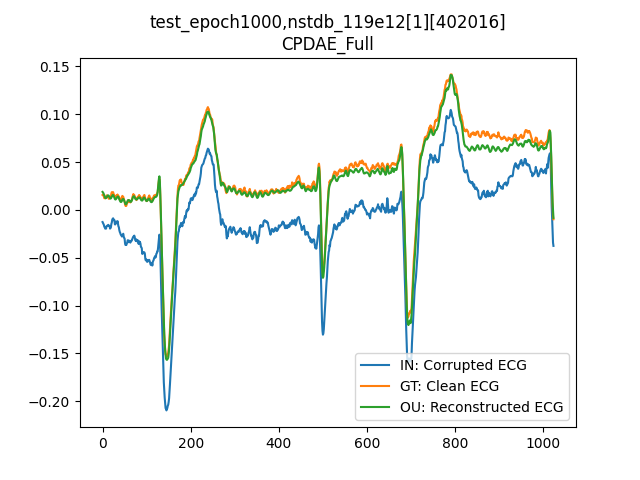 test_epoch1000,nstdb_119e12[1][402016]
CPDAE_Full
0.15
0.10
0.05
0.00
−0.05
−0.10
−0.15
−0.20
IN: Corrupted ECG
GT: Clean ECG
OU: Reconstructed ECG
0 200 400 600 800 1000